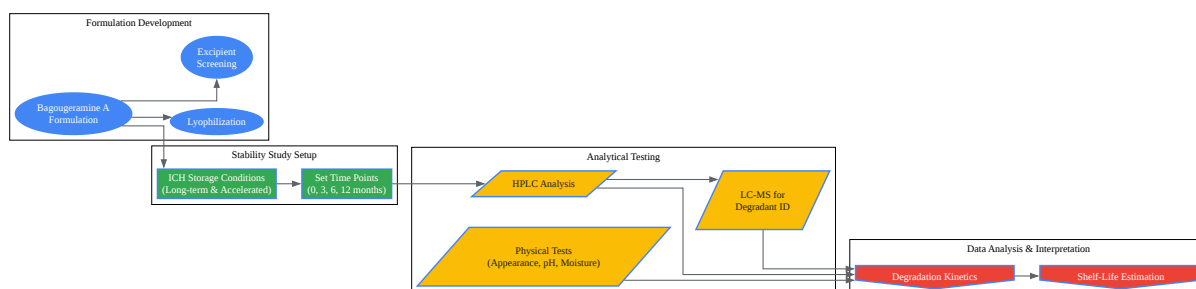 Formulation Development
Excipient
Screening
Bagougeramine A
Formulation
Lyophilization
Stability Study Setup
ICH Storage Conditions
(Long-term & Accelerated)
Set Time Points
(0, 3, 6, 12 months)
Analytical Testing
HPLC Analysis
LC-MS for
Degradant ID
Physical Tests
(Appearance, pH, Moisture)
Data Analysis & Interpretation
Degradation Kinetics
Shelf-Life Estimation